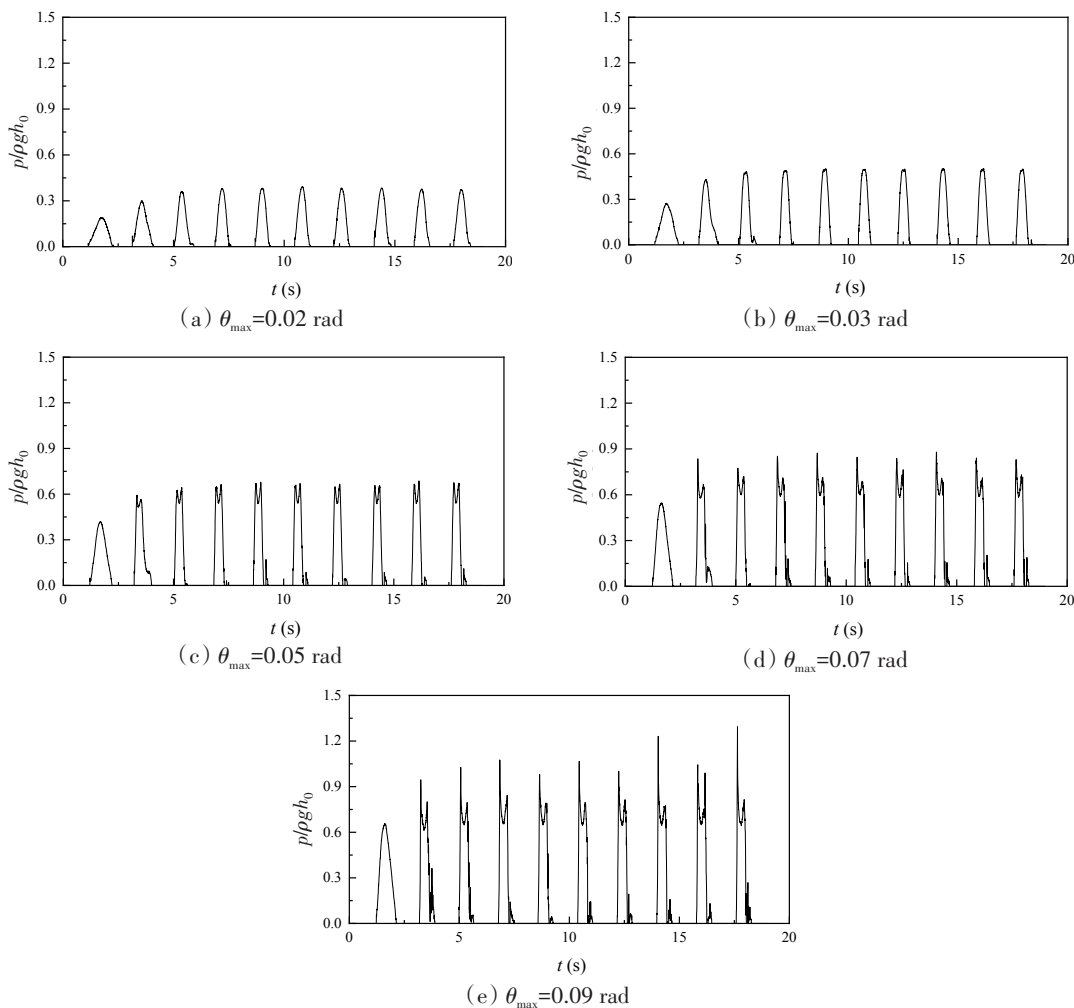 1.5
1.2
0.9
0.6
0.3
0.0
p/ρgh₀
0 5 10 15 20
t (s)
（a）θmax=0.02 rad
1.5
1.2
0.9
0.6
0.3
0.0
p/ρgh₀
0 5 10 15 20
t (s)
（b）θmax=0.03 rad
1.5
1.2
0.9
0.6
0.3
0.0
p/ρgh₀
0 5 10 15 20
t (s)
（c）θmax=0.05 rad
1.5
1.2
0.9
0.6
0.3
0.0
p/ρgh₀
0 5 10 15 20
t (s)
（d）θmax=0.07 rad
1.5
1.2
0.9
0.6
0.3
0.0
p/ρgh₀
0 5 10 15 20
t (s)
（e）θmax=0.09 rad